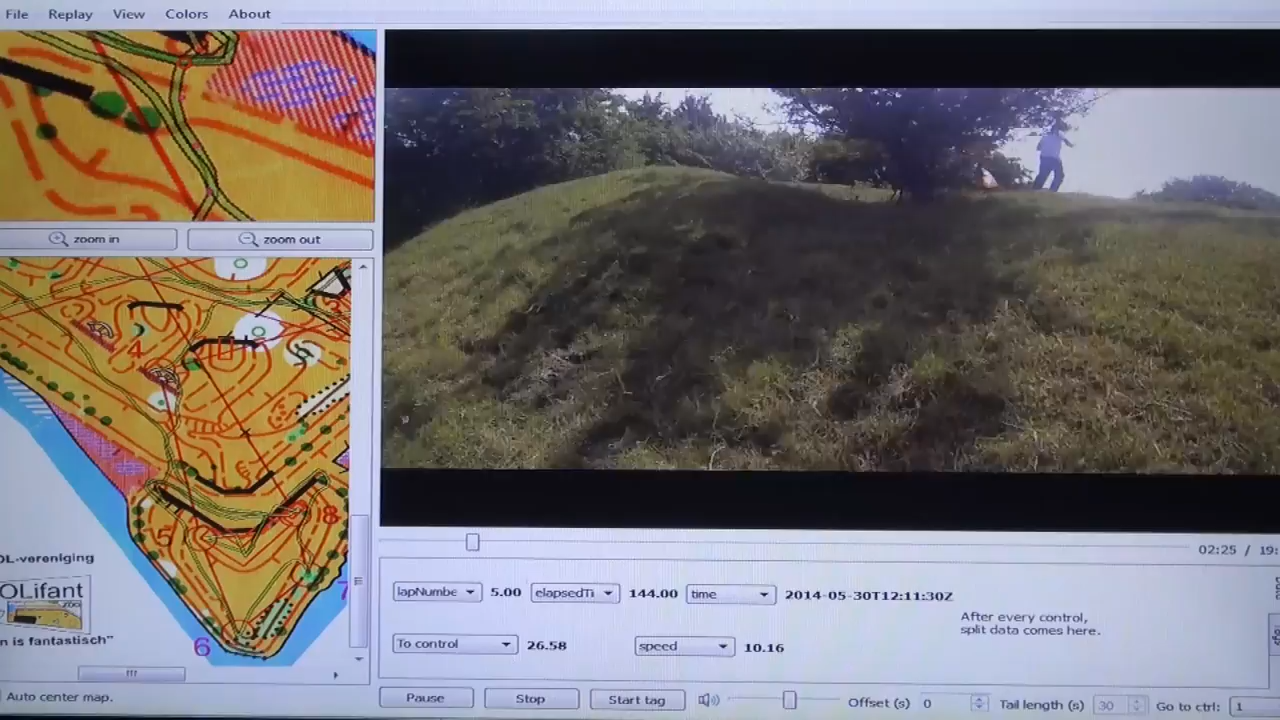 File Replay View Colors About
zoom in zoom out
4
5
8
7
6
OL-vereniging
OLifant
n is fantastisch"
Auto center map.
02:25 / 19:
lapNumbe 5.00 elapsedTi 144.00 time 2014-05-30T12:11:30Z
After every control,
split data comes here.
To control 26.58 speed 10.16
Pause Stop Start tag Offset (s) 0 Tail length (s) 30 Go to ctrl: 1